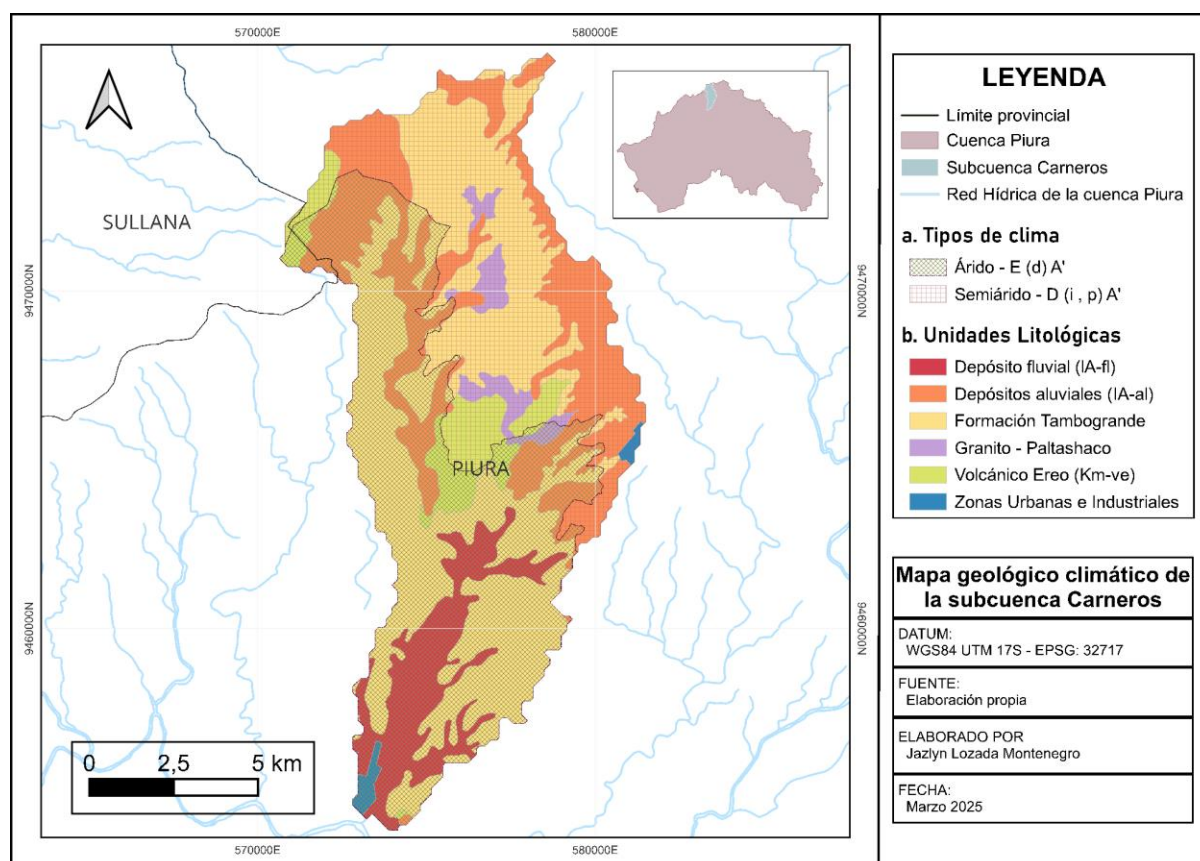 570000E
580000E
SULLANA
PIURA
9470000N
9470000N
9460000N
9460000N
0 2,5 5 km
570000E
580000E
LEYENDA
Límite provincial
Cuenca Piura
Subcuenca Carneros
Red Hídrica de la cuenca Piura
a. Tipos de clima
Árido - E (d) A'
Semiárido - D (i , p) A'
b. Unidades Litológicas
Depósito fluvial (IA-fl)
Depósitos aluviales (IA-al)
Formación Tambogrande
Granito - Paltashaco
Volcánico Ereo (Km-ve)
Zonas Urbanas e Industriales
Mapa geológico climático de
la subcuenca Carneros
DATUM:
WGS84 UTM 17S - EPSG: 32717
FUENTE:
Elaboración propia
ELABORADO POR
Jazlyn Lozada Montenegro
FECHA:
Marzo 2025